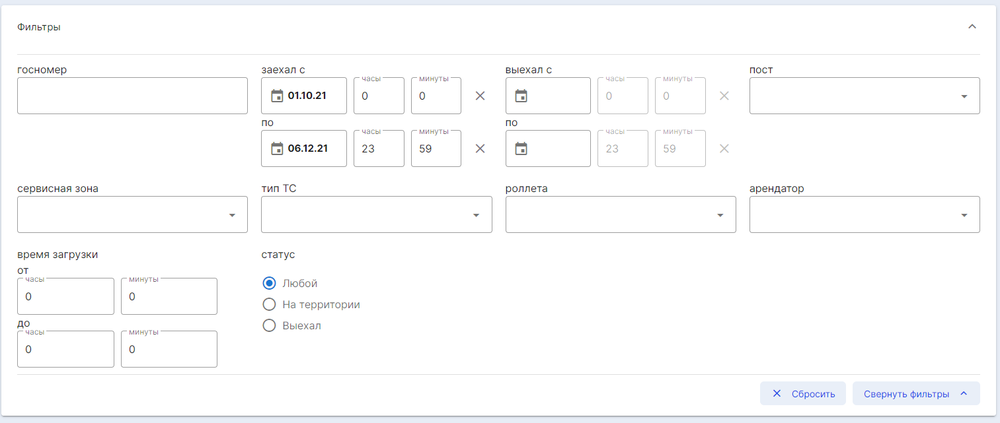 Фильтры
госномер заехал с выехал с пост
часы минуты часы минуты
01.10.21 0 0 0 0
по по
часы минуты часы минуты
06.12.21 23 59 23 59
сервисная зона тип ТС роллета арендатор
время загрузки статус
от
часы минуты
0 0 Любой
На территории
до
часы минуты Выехал
0 0
Сбросить Свернуть фильтры